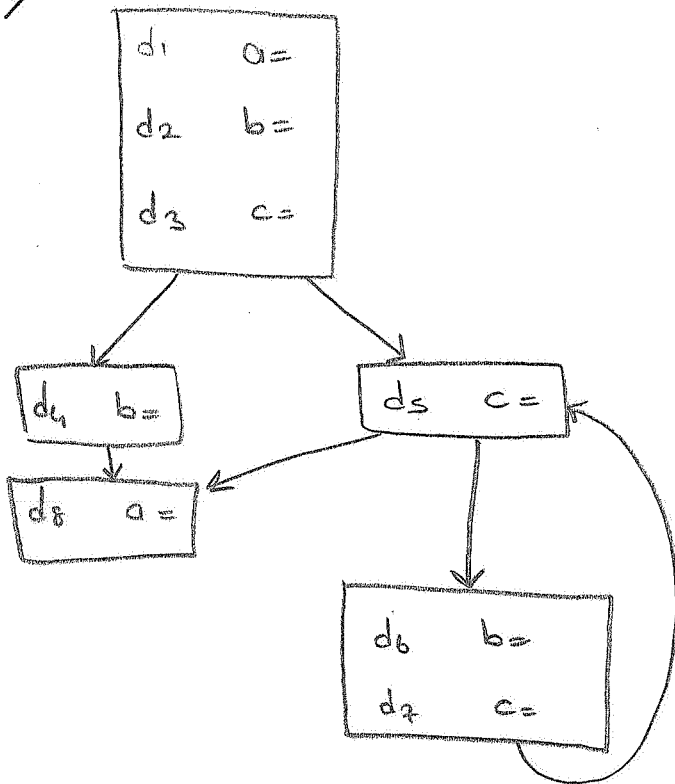 d1 a=
d2 b=
d3 c=
d4 b=
d5 c=
d8 a=
d6 b=
d7 c=